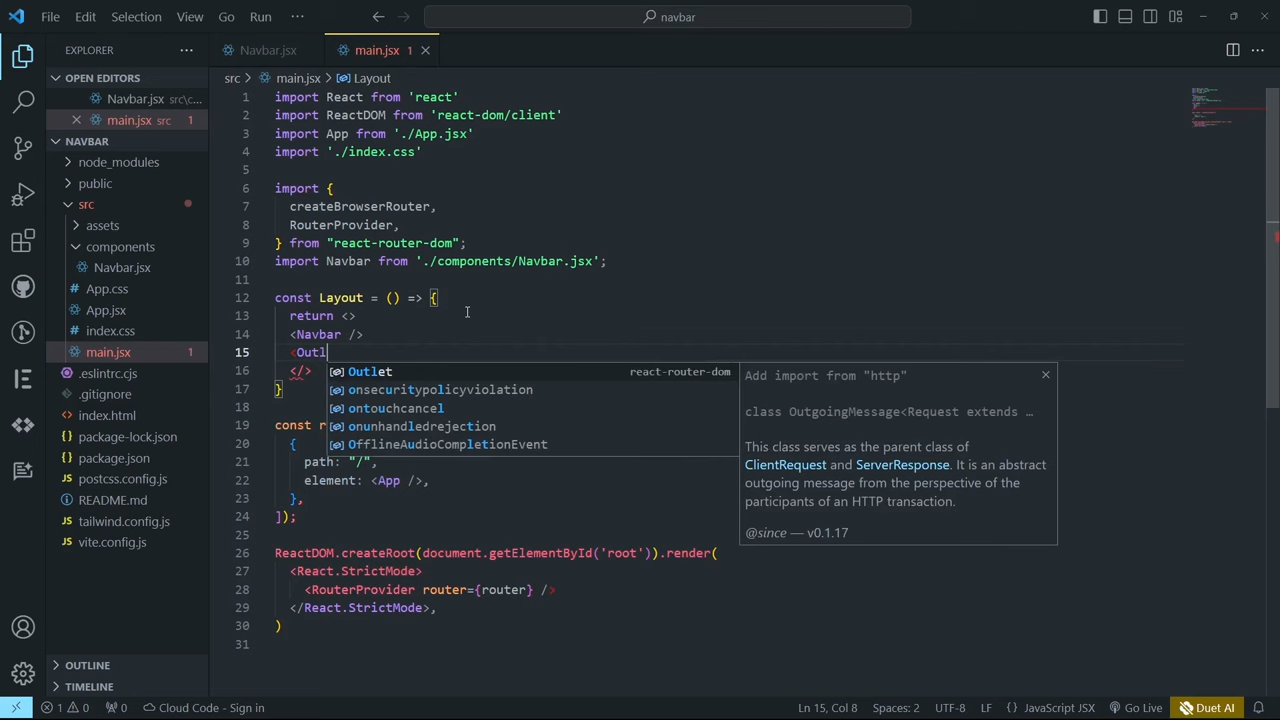 File Edit Selection View Go Run ··· navbar
EXPLORER ···
OPEN EDITORS
Navbar.jsx src\c...
main.jsx src 1
NAVBAR
node_modules
public
src
assets
components
Navbar.jsx
App.css
App.jsx
index.css
main.jsx 1
.eslintrc.cjs
.gitignore
index.html
package-lock.json
package.json
postcss.config.js
README.md
tailwind.config.js
vite.config.js
OUTLINE
TIMELINE
Navbar.jsx main.jsx 1
src > main.jsx > Layout
1 import React from 'react'
2 import ReactDOM from 'react-dom/client'
3 import App from './App.jsx'
4 import './index.css'
5
6 import {
7 createBrowserRouter,
8 RouterProvider,
9 } from "react-router-dom";
10 import Navbar from './components/Navbar.jsx';
11
12 const Layout = () => {
13 return <>
14 <Navbar />
15 <Outl
16 </>
17 }
18
19 const r
20 {
21 path: "/",
22 element: <App />,
23 },
24 ]);
25
26 ReactDOM.createRoot(document.getElementById('root')).render(
27 <React.StrictMode>
28 <RouterProvider router={router} />
29 </React.StrictMode>,
30 )
31
Outlet react-router-dom
onsecuritypolicyviolation
ontouchcancel
onunhandledrejection
OfflineAudioCompletionEvent
Add import from "http"
class OutgoingMessage<Request extends …
This class serves as the parent class of
ClientRequest and ServerResponse. It is an abstract
outgoing message from the perspective of the
participants of an HTTP transaction.
@since — v0.1.17
1 0 0 Cloud Code - Sign in Ln 15, Col 8 Spaces: 2 UTF-8 LF { } JavaScript JSX Go Live Duet AI